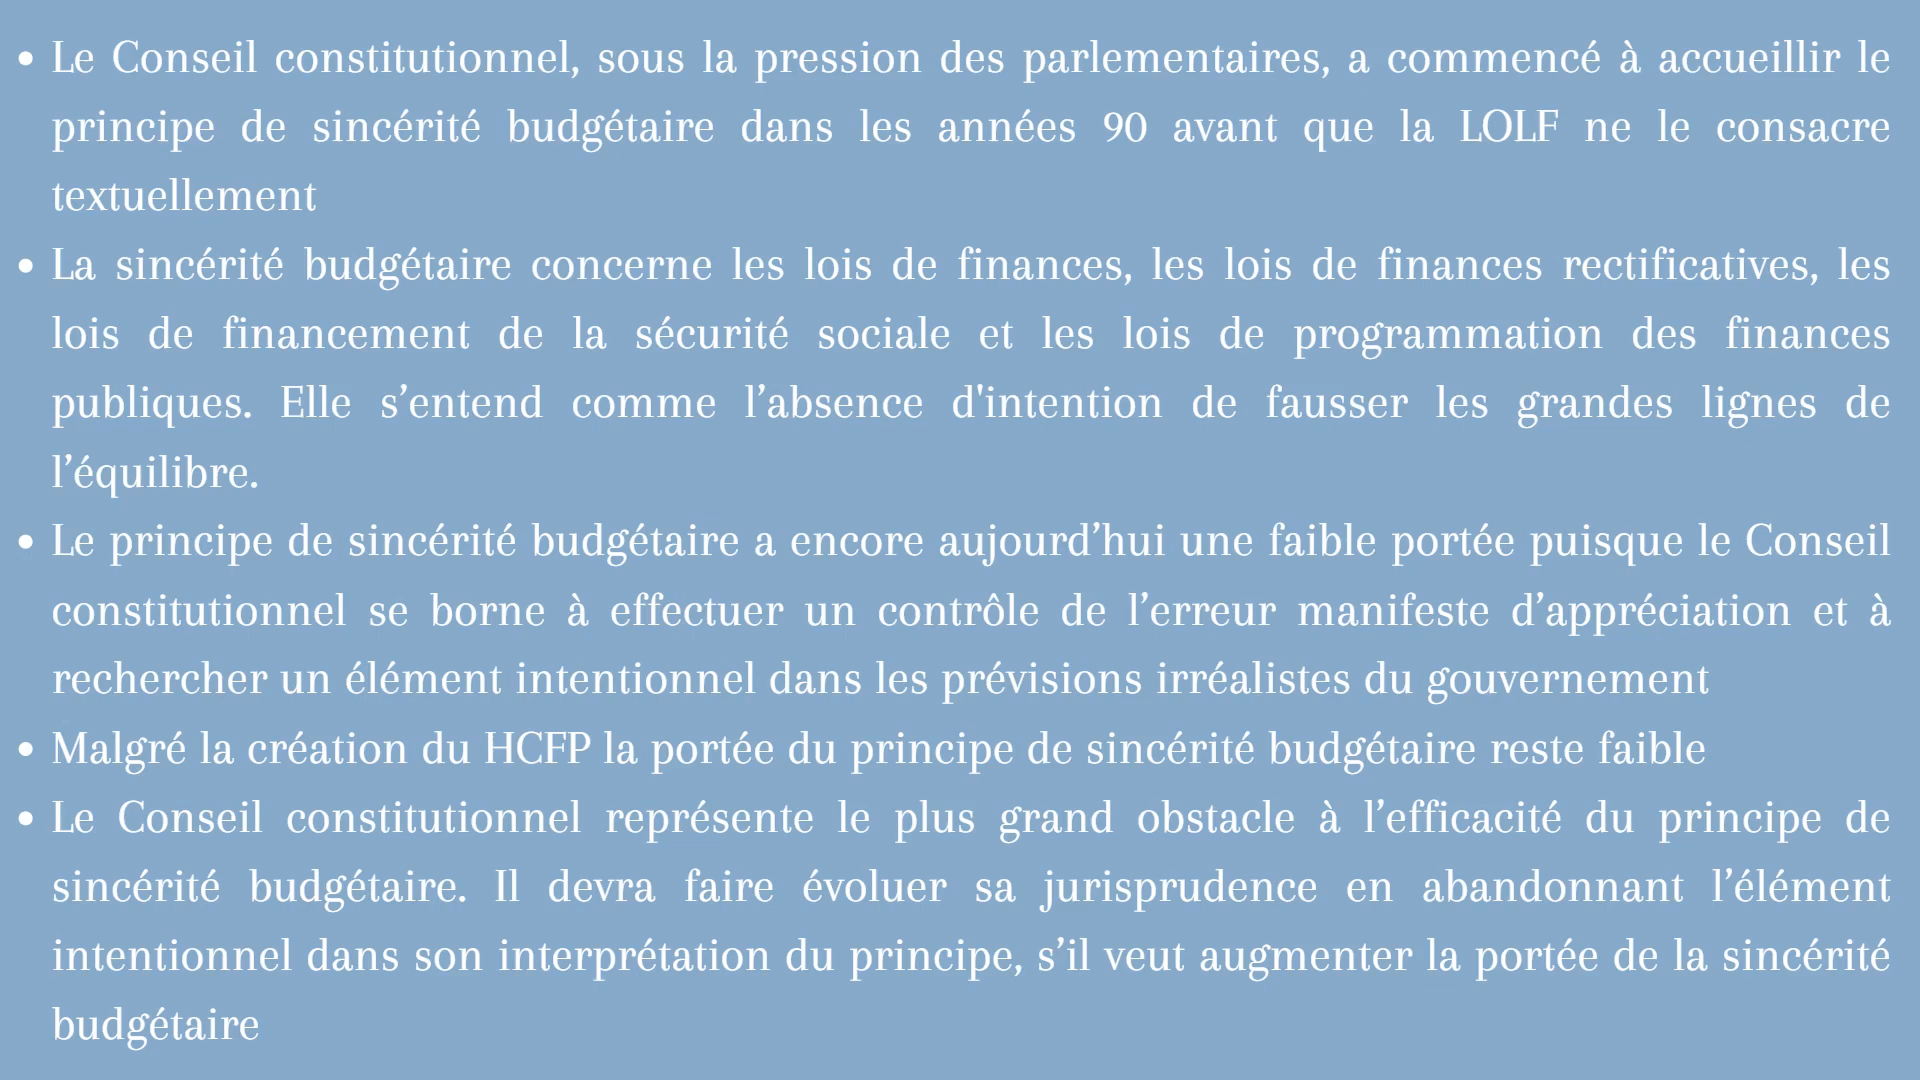 • Le Conseil constitutionnel, sous la pression des parlementaires, a commencé à accueillir le
principe de sincérité budgétaire dans les années 90 avant que la LOLF ne le consacre
textuellement
• La sincérité budgétaire concerne les lois de finances, les lois de finances rectificatives, les
lois de financement de la sécurité sociale et les lois de programmation des finances
publiques. Elle s’entend comme l’absence d'intention de fausser les grandes lignes de
l’équilibre.
• Le principe de sincérité budgétaire a encore aujourd’hui une faible portée puisque le Conseil
constitutionnel se borne à effectuer un contrôle de l’erreur manifeste d’appréciation et à
rechercher un élément intentionnel dans les prévisions irréalistes du gouvernement
• Malgré la création du HCFP la portée du principe de sincérité budgétaire reste faible
• Le Conseil constitutionnel représente le plus grand obstacle à l’efficacité du principe de
sincérité budgétaire. Il devra faire évoluer sa jurisprudence en abandonnant l’élément
intentionnel dans son interprétation du principe, s’il veut augmenter la portée de la sincérité
budgétaire